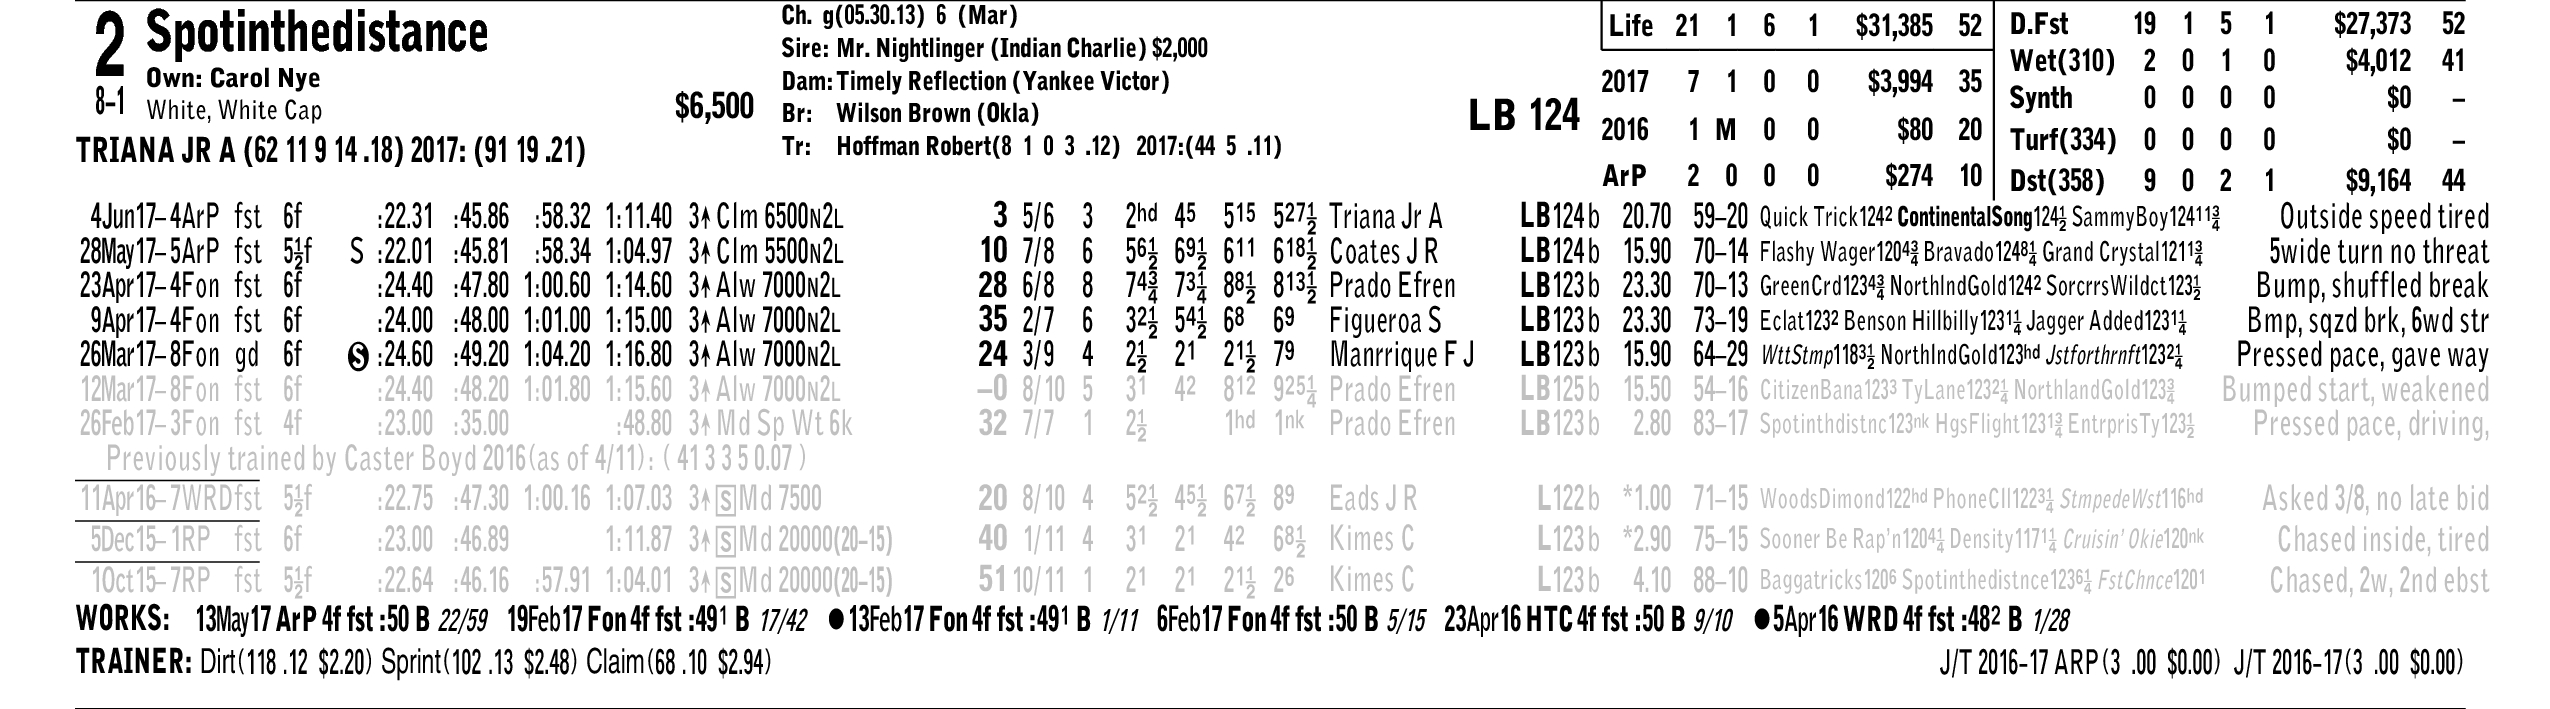 2 Spotinthedistance
Own: Carol Nye
8–1 White, White Cap
$6,500
TRIANA JR A (62 11 9 14 .18) 2017: (91 19 .21)
Ch. g(05.30.13) 6 (Mar)
Sire: Mr. Nightlinger (Indian Charlie) $2,000
Dam: Timely Reflection (Yankee Victor)
Br: Wilson Brown (Okla)
Tr: Hoffman Robert(8 1 0 3 .12) 2017:(44 5 .11)
LB 124
Life 21 1 6 1 $31,385 52
2017 7 1 0 0 $3,994 35
2016 1 M 0 0 $80 20
ArP 2 0 0 0 $274 10
D.Fst 19 1 5 1 $27,373 52
Wet(310) 2 0 1 0 $4,012 41
Synth 0 0 0 0 $0 –
Turf(334) 0 0 0 0 $0 –
Dst(358) 9 0 2 1 $9,164 44
4Jun17–4ArP fst 6f :22.31 :45.86 :58.32 1:11.40 3↑ Clm 6500N2L 3 5/6 3 2hd 45 515 527½ Triana Jr A LB124b 20.70 59–20 Quick Trick1242 ContinentalSong124½ SammyBoy12411¾ Outside speed tired
28May17–5ArP fst 5½f S :22.01 :45.81 :58.34 1:04.97 3↑ Clm 5500N2L 10 7/8 6 56½ 69½ 611 618½ Coates J R LB124b 15.90 70–14 Flashy Wager1204¾ Bravado1248¼ Grand Crystal1211¾ 5wide turn no threat
23Apr17–4Fon fst 6f :24.40 :47.80 1:00.60 1:14.60 3↑ Alw 7000N2L 28 6/8 8 74¾ 73¼ 88½ 813½ Prado Efren LB123b 23.30 70–13 GreenCrd1234¾ NorthlndGold1242 SorcrrsWildct123½ Bump, shuffled break
9Apr17–4Fon fst 6f :24.00 :48.00 1:01.00 1:15.00 3↑ Alw 7000N2L 35 2/7 6 32½ 54½ 68 69 Figueroa S LB123b 23.30 73–19 Eclat1232 Benson Hillbilly1231¼ Jagger Added1231¼ Bmp, sqzd brk, 6wd str
26Mar17–8Fon gd 6f S :24.60 :49.20 1:04.20 1:16.80 3↑ Alw 7000N2L 24 3/9 4 2½ 21 21½ 79 Manrrique F J LB123b 15.90 64–29 WttStmp1183½ NorthlndGold123hd Jstforthrnft1232¼ Pressed pace, gave way
12Mar17–8Fon fst 6f :24.40 :48.20 1:01.80 1:15.60 3↑ Alw 7000N2L –0 8/10 5 31 42 812 925¼ Prado Efren LB125b 15.50 54–16 CitizenBana1233 TyLane1232¼ NorthlandGold123¾ Bumped start, weakened
26Feb17–3Fon fst 4f :23.00 :35.00 :48.80 3↑ Md Sp Wt 6k 32 7/7 1 2½ 1hd 1nk Prado Efren LB123b 2.80 83–17 Spotinthdistnc123nk HgsFlight1231¾ EntrprisTy123½ Pressed pace, driving,
Previously trained by Caster Boyd 2016(as of 4/11): ( 41 3 3 5 0.07 )
11Apr16–7WRDfst 5½f :22.75 :47.30 1:00.16 1:07.03 3↑ S Md 7500 20 8/10 4 52½ 45½ 67½ 89 Eads J R L122b *1.00 71–15 WoodsDimond122hd PhoneCll1223¼ StmpedeWst116hd Asked 3/8, no late bid
5Dec15–1RP fst 6f :23.00 :46.89 1:11.87 3↑ S Md 20000(20–15) 40 1/11 4 31 21 42 68½ Kimes C L123b *2.90 75–15 Sooner Be Rap'n1204¼ Density1171¼ Cruisin' Okie120nk Chased inside, tired
1Oct15–7RP fst 5½f :22.64 :46.16 :57.91 1:04.01 3↑ S Md 20000(20–15) 51 10/11 1 21 21 21½ 26 Kimes C L123b 4.10 88–10 Baggatricks1206 Spotinthedistnce1236¼ FstChnce1201 Chased, 2w, 2nd ebst
WORKS: 13May17 ArP 4f fst :50 B 22/59 19Feb17 Fon 4f fst :491 B 17/42 ●13Feb17 Fon 4f fst :491 B 1/11 6Feb17 Fon 4f fst :50 B 5/15 23Apr16 HTC 4f fst :50 B 9/10 ●5Apr16 WRD 4f fst :482 B 1/28
TRAINER: Dirt(118 .12 $2.20) Sprint(102 .13 $2.48) Claim(68 .10 $2.94) J/T 2016–17 ARP(3 .00 $0.00) J/T 2016–17(3 .00 $0.00)